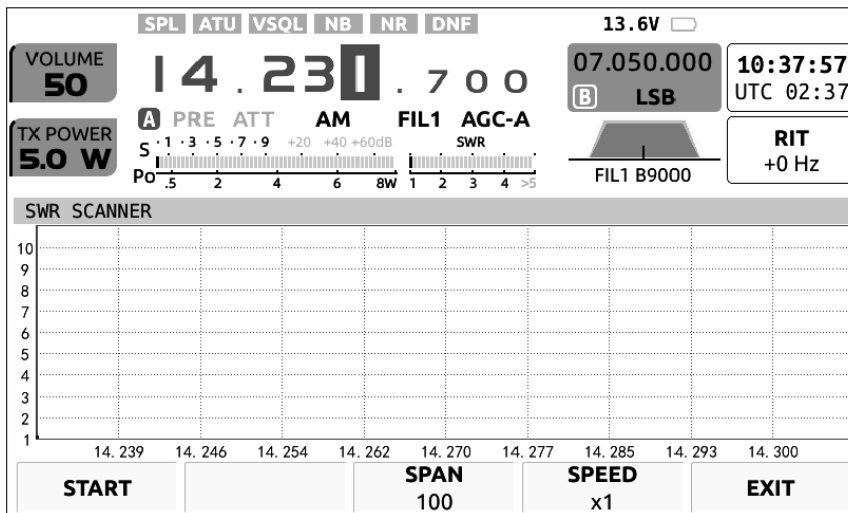 SPL ATU VSQL NB NR DNF 13.6V
VOLUME
50
14.231.700
07.050.000
B LSB
10:37:57
UTC 02:37
A PRE ATT AM FIL1 AGC-A
TX POWER
5.0 W
S ·1 ·3 ·5 ·7 ·9 +20 +40 +60dB SWR
Po .5 2 4 6 8W 1 2 3 4 >5
FIL1 B9000
RIT
+0 Hz
SWR SCANNER
10
9
8
7
6
5
4
3
2
1
14.239 14.246 14.254 14.262 14.270 14.277 14.285 14.293 14.300
START
SPAN
100
SPEED
x1
EXIT